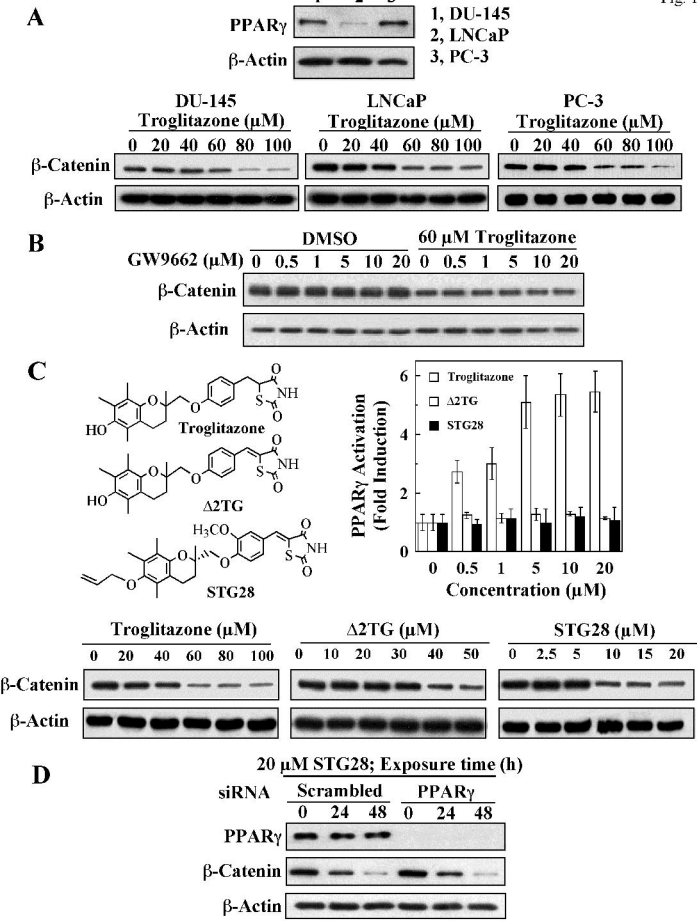 Fig. 1
A
PPARγ
1, DU-145
2, LNCaP
β-Actin
3, PC-3
DU-145 LNCaP PC-3
Troglitazone (μM) Troglitazone (μM) Troglitazone (μM)
0 20 40 60 80 100 0 20 40 60 80 100 0 20 40 60 80 100
β-Catenin
β-Actin
B
DMSO 60 μM Troglitazone
GW9662 (μM) 0 0.5 1 5 10 20 0 0.5 1 5 10 20
β-Catenin
β-Actin
C
O
O
O
NH
S
O
HO
Troglitazone
O
O
O
NH
S
O
HO
Δ2TG
H₃CO
O
O
O
NH
S
O
O
STG28
PPARγ Activation
(Fold Induction)
6
4
2
1
0
Troglitazone
Δ2TG
STG28
0 0.5 1 5 10 20
Concentration (μM)
Troglitazone (μM) Δ2TG (μM) STG28 (μM)
0 20 40 60 80 100 0 10 20 30 40 50 0 2.5 5 10 15 20
β-Catenin
β-Actin
D
20 μM STG28; Exposure time (h)
siRNA Scrambled PPARγ
0 24 48 0 24 48
PPARγ
β-Catenin
β-Actin